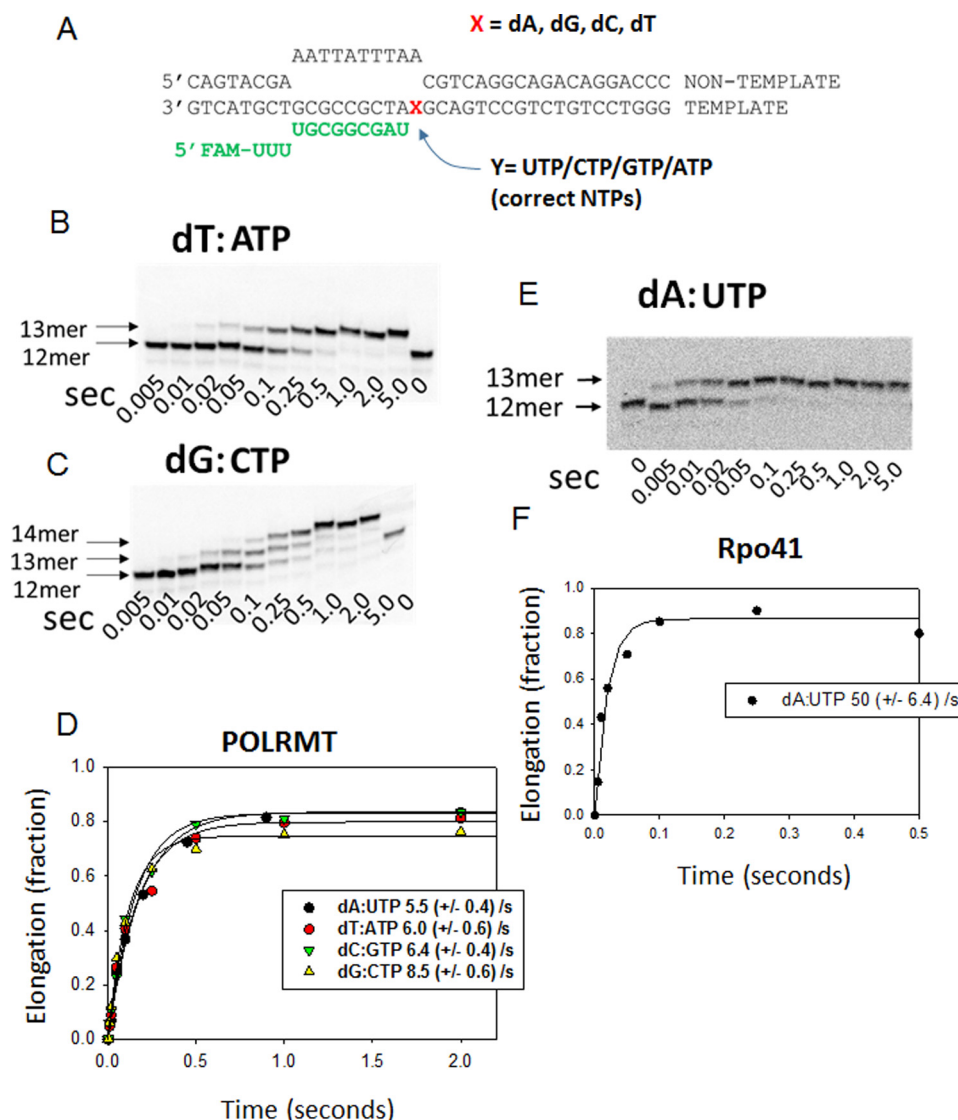 A
X = dA, dG, dC, dT
AATTATTTAA
5'CAGTACGA CGTCAGGCAGACAGGACCC NON-TEMPLATE
3'GTCATGCTGCGCCGCTAXGCAGTCCGTCTGTCCTGGG TEMPLATE
UGCGGCGAU
5'FAM-UUU
Y= UTP/CTP/GTP/ATP
(correct NTPs)
B
dT:ATP
13mer
12mer
sec 0.005 0.01 0.02 0.05 0.1 0.25 0.5 1.0 2.0 5.0 0
C
dG:CTP
14mer
13mer
12mer
sec 0.005 0.01 0.02 0.05 0.1 0.25 0.5 1.0 2.0 5.0 0
D
POLRMT
Elongation (fraction)
1.0
0.8
0.6
0.4
0.2
0.0
dA:UTP 5.5 (+/- 0.4) /s
dT:ATP 6.0 (+/- 0.6) /s
dC:GTP 6.4 (+/- 0.4) /s
dG:CTP 8.5 (+/- 0.6) /s
0.0 0.5 1.0 1.5 2.0
Time (seconds)
E
dA:UTP
13mer
12mer
sec 0 0.005 0.01 0.02 0.05 0.1 0.25 0.5 1.0 2.0 5.0
F
Rpo41
Elongation (fraction)
1.0
0.8
0.6
0.4
0.2
0.0
dA:UTP 50 (+/- 6.4) /s
0.0 0.1 0.2 0.3 0.4 0.5
Time (seconds)